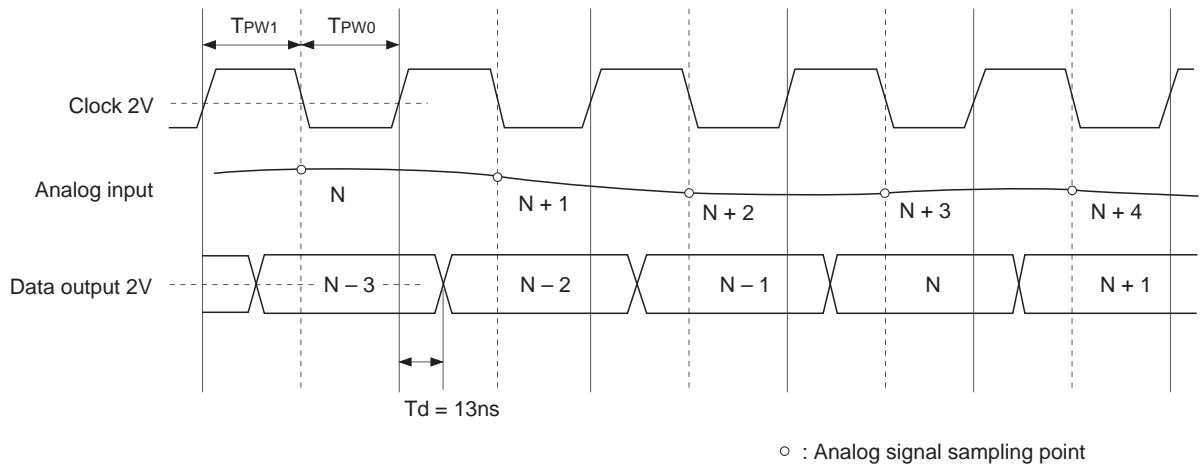 TPW1 TPW0
Clock 2V
Analog input
N N + 1 N + 2 N + 3 N + 4
Data output 2V N – 3 N – 2 N – 1 N N + 1
Td = 13ns
: Analog signal sampling point